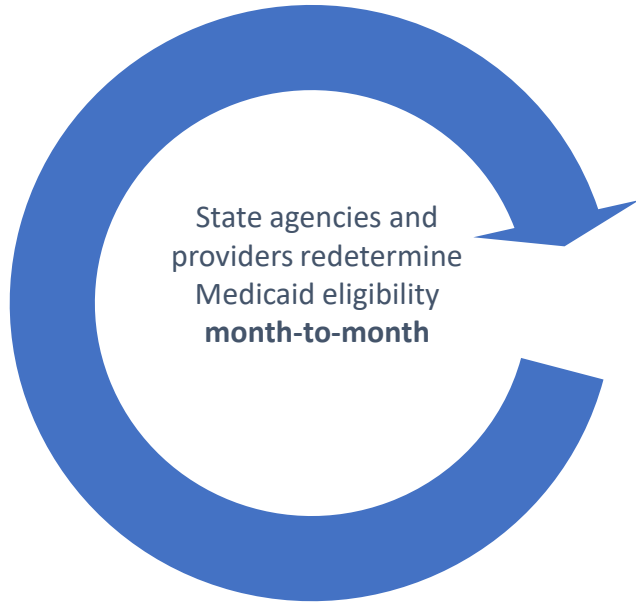 State agencies and
providers redetermine
Medicaid eligibility
month-to-month